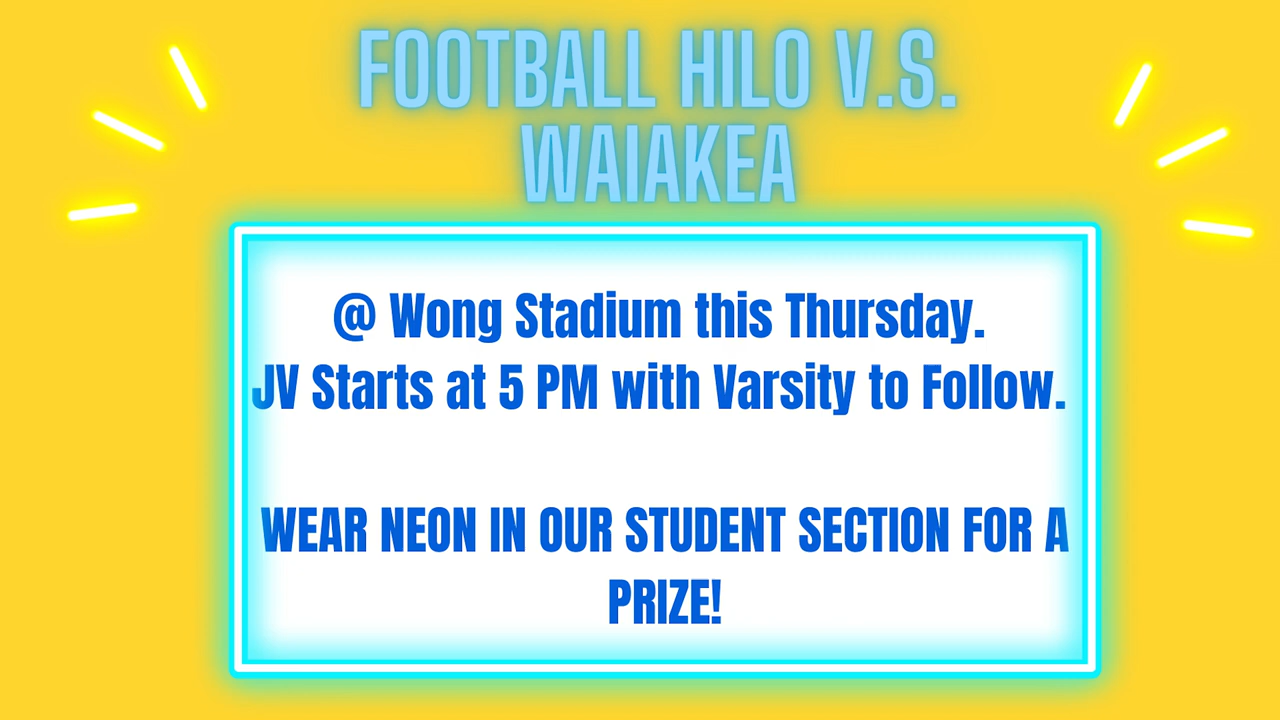 FOOTBALL HILO V.S.
WAIAKEA
@ Wong Stadium this Thursday.
JV Starts at 5 PM with Varsity to Follow.
WEAR NEON IN OUR STUDENT SECTION FOR A
PRIZE!